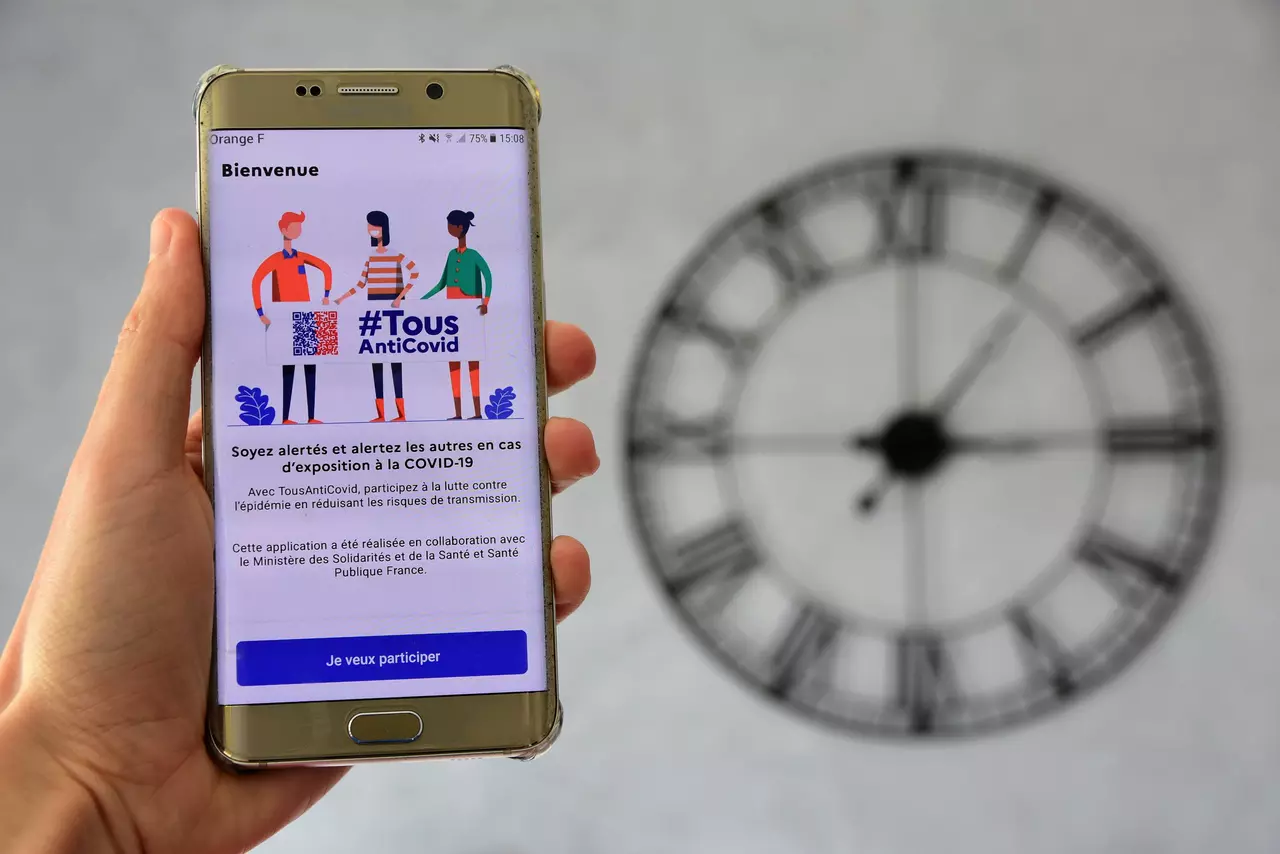 Orange F 75% 15:08
Bienvenue
#Tous
AntiCovid
Soyez alertés et alertez les autres en cas
d'exposition à la COVID-19
Avec TousAntiCovid, participez à la lutte contre
l'épidémie en réduisant les risques de transmission.
Cette application a été réalisée en collaboration avec
le Ministère des Solidarités et de la Santé et Santé
Publique France.
Je veux participer